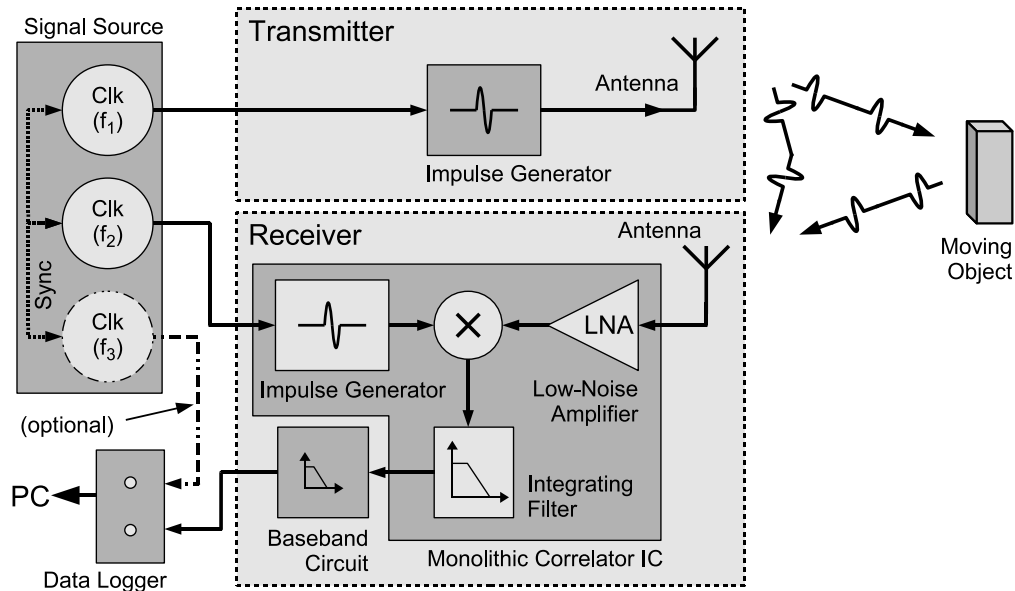 Signal Source
Clk
(f1)
Clk
(f2)
Sync
Clk
(f3)
(optional)
PC
Data Logger
Transmitter
Antenna
Impulse Generator
Receiver
Antenna
LNA
Impulse Generator
Low-Noise
Amplifier
Integrating
Filter
Baseband
Circuit
Monolithic Correlator IC
Moving
Object